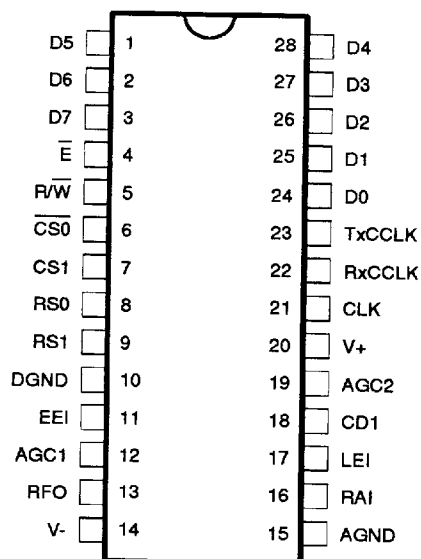 D5 1 28 D4
D6 2 27 D3
D7 3 26 D2
E̅ 4 25 D1
R/W̅ 5 24 D0
C̅S̅0̅ 6 23 TxCCLK
CS1 7 22 RxCCLK
RS0 8 21 CLK
RS1 9 20 V+
DGND 10 19 AGC2
EEI 11 18 CD1
AGC1 12 17 LEI
RFO 13 16 RAI
V- 14 15 AGND